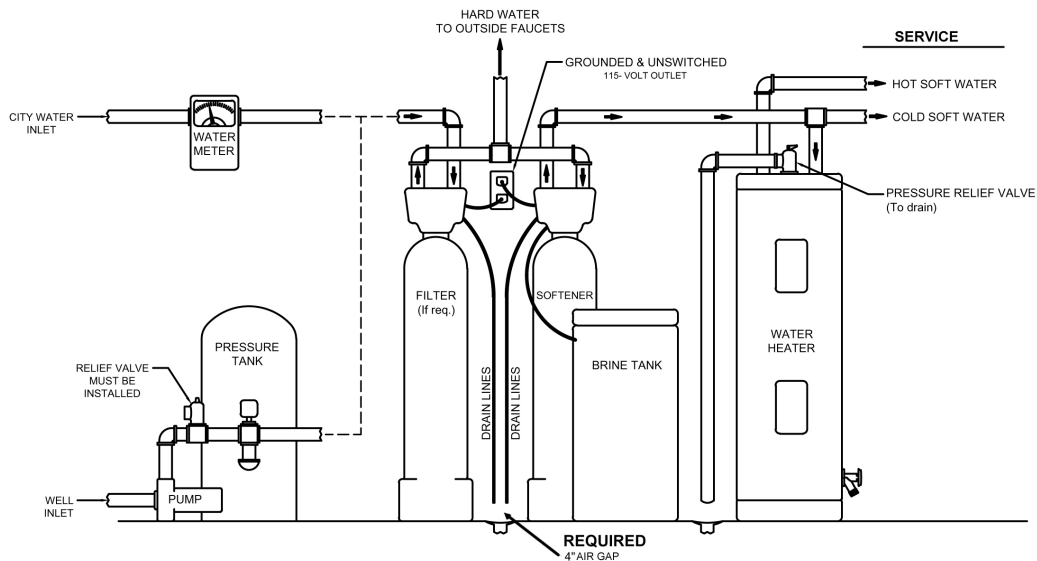 HARD WATER
TO OUTSIDE FAUCETS
SERVICE
GROUNDED & UNSWITCHED
115- VOLT OUTLET
HOT SOFT WATER
CITY WATER
INLET
COLD SOFT WATER
WATER
METER
PRESSURE RELIEF VALVE
(To drain)
FILTER
(If req.)
SOFTENER
WATER
HEATER
PRESSURE
TANK
BRINE TANK
RELIEF VALVE
MUST BE
INSTALLED
DRAIN LINES
DRAIN LINES
WELL
INLET
PUMP
REQUIRED
4" AIR GAP